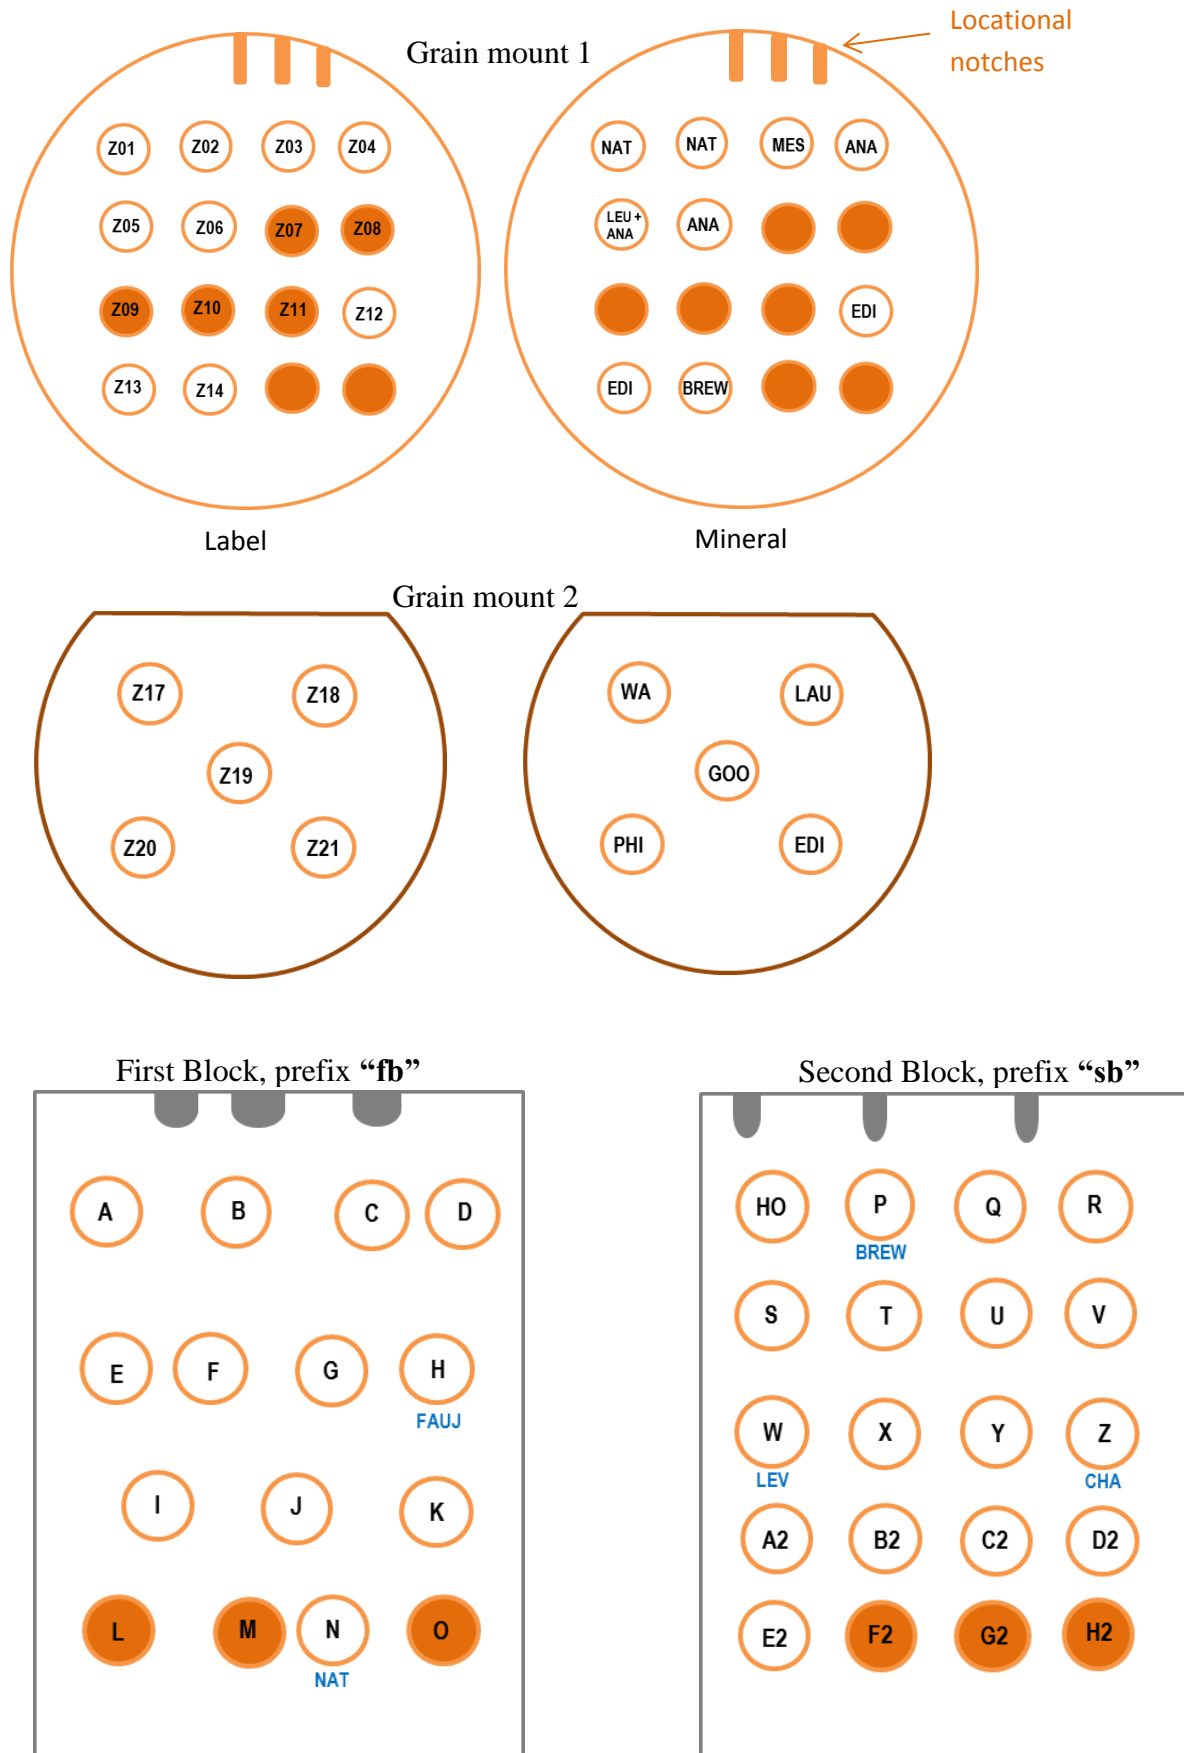 Grain mount 1
Locational
notches
Z01 Z02 Z03 Z04
Z05 Z06 Z07 Z08
Z09 Z10 Z11 Z12
Z13 Z14
Label
NAT NAT MES ANA
LEU +
ANA
ANA
EDI
EDI BREW
Mineral
Grain mount 2
Z17 Z18
Z19
Z20 Z21
WA LAU
GOO
PHI EDI
First Block, prefix “fb”
A B C D
E F G H
FAUJ
I J K
L M N O
NAT
Second Block, prefix “sb”
HO P Q R
BREW
S T U V
W X Y Z
LEV CHA
A2 B2 C2 D2
E2 F2 G2 H2